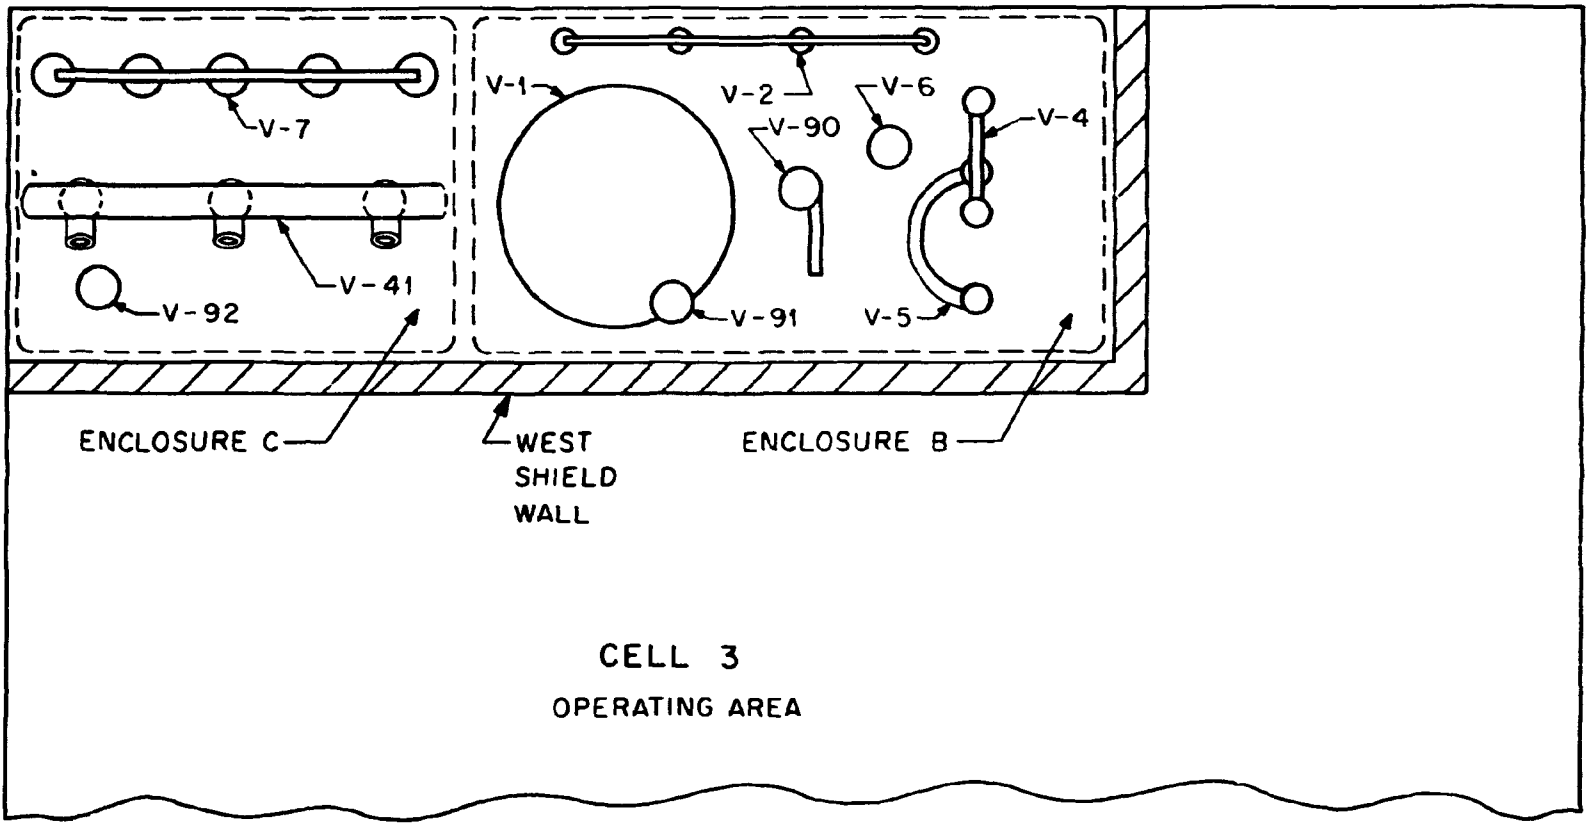 V-1
V-2
V-6
V-7
V-90
V-4
V-41
V-92
V-91
V-5
ENCLOSURE C
WEST
SHIELD
WALL
ENCLOSURE B
CELL 3
OPERATING AREA